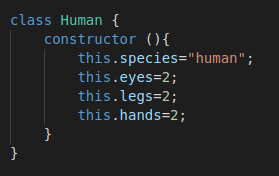 class Human {
    constructor (){
        this.species="human";
        this.eyes=2;
        this.legs=2;
        this.hands=2;
    }
}